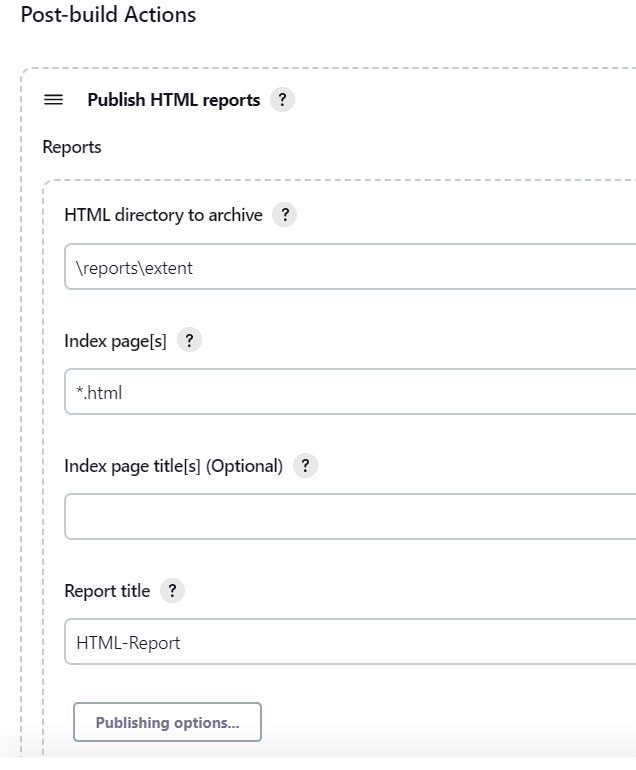 Post-build Actions
Publish HTML reports ?
Reports
HTML directory to archive ?
\reports\extent
Index page[s] ?
*.html
Index page title[s] (Optional) ?
Report title ?
HTML-Report
Publishing options...